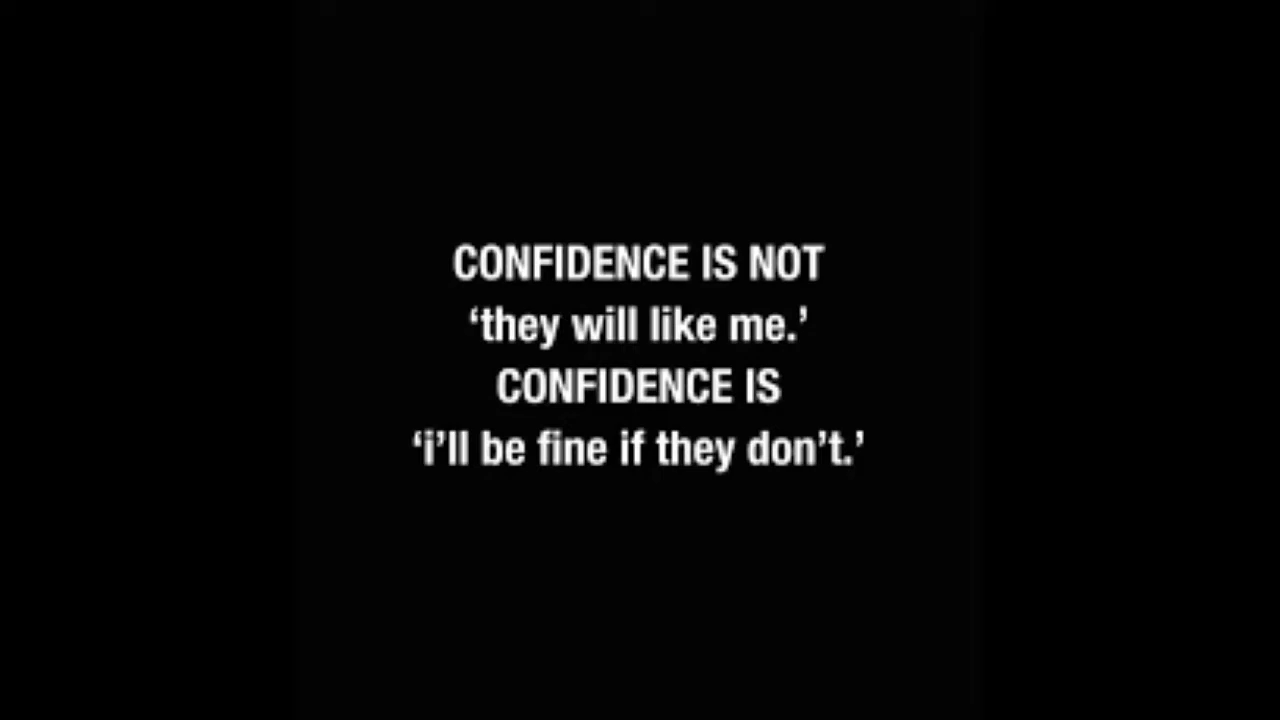 CONFIDENCE IS NOT
‘they will like me.’
CONFIDENCE IS
‘i’ll be fine if they don’t.’